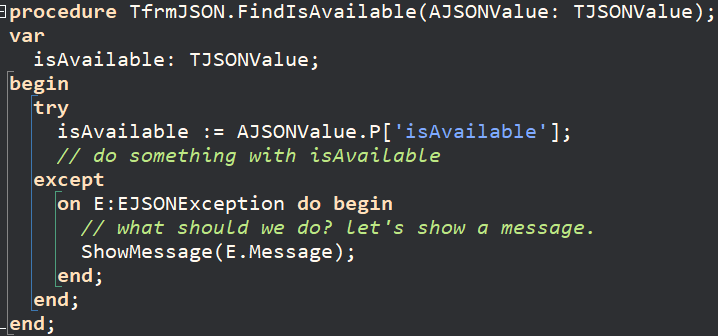 procedure TfrmJSON.FindIsAvailable(AJSONValue: TJSONValue);
var
  isAvailable: TJSONValue;
begin
  try
    isAvailable := AJSONValue.P['isAvailable'];
    // do something with isAvailable
  except
    on E:EJSONException do begin
      // what should we do? let's show a message.
      ShowMessage(E.Message);
    end;
  end;
end;